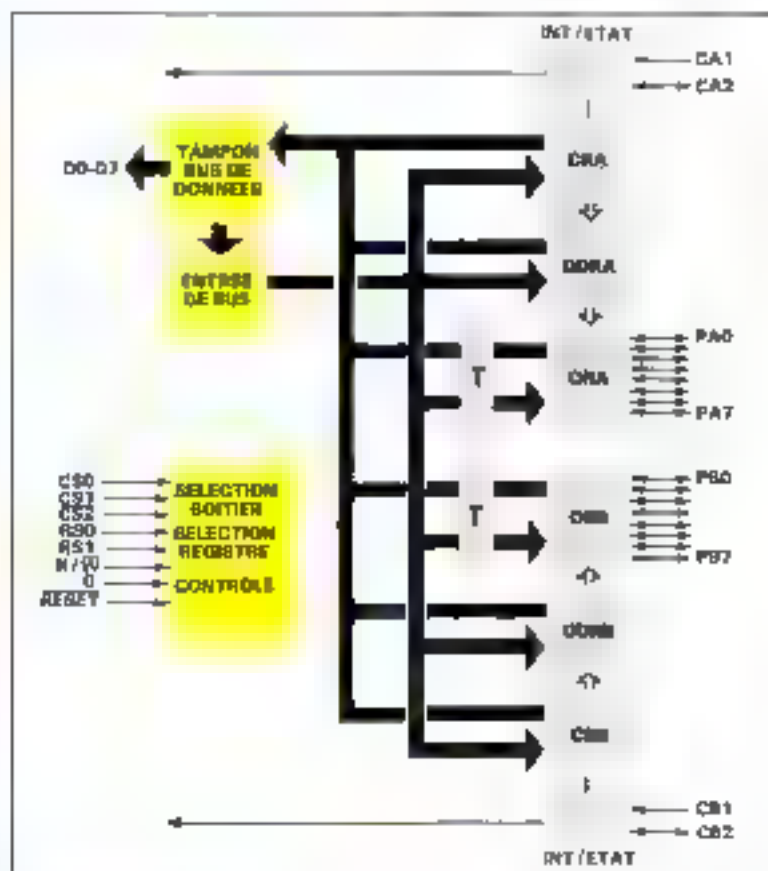 INT/ETAT
CA1
CA2
TAMPON
BUS DE
DONNEES
D0-D7
CRA
ENTREE
DE BUS
DDRA
PA0
T
ORA
PA7
CS0
CS1
CS2
RS0
RS1
R/W
RESET
SELECTION
BOITIER
SELECTION
REGISTRE
CONTROLE
PB0
T
ORB
PB7
DDRB
CRB
CB1
CB2
INT/ETAT